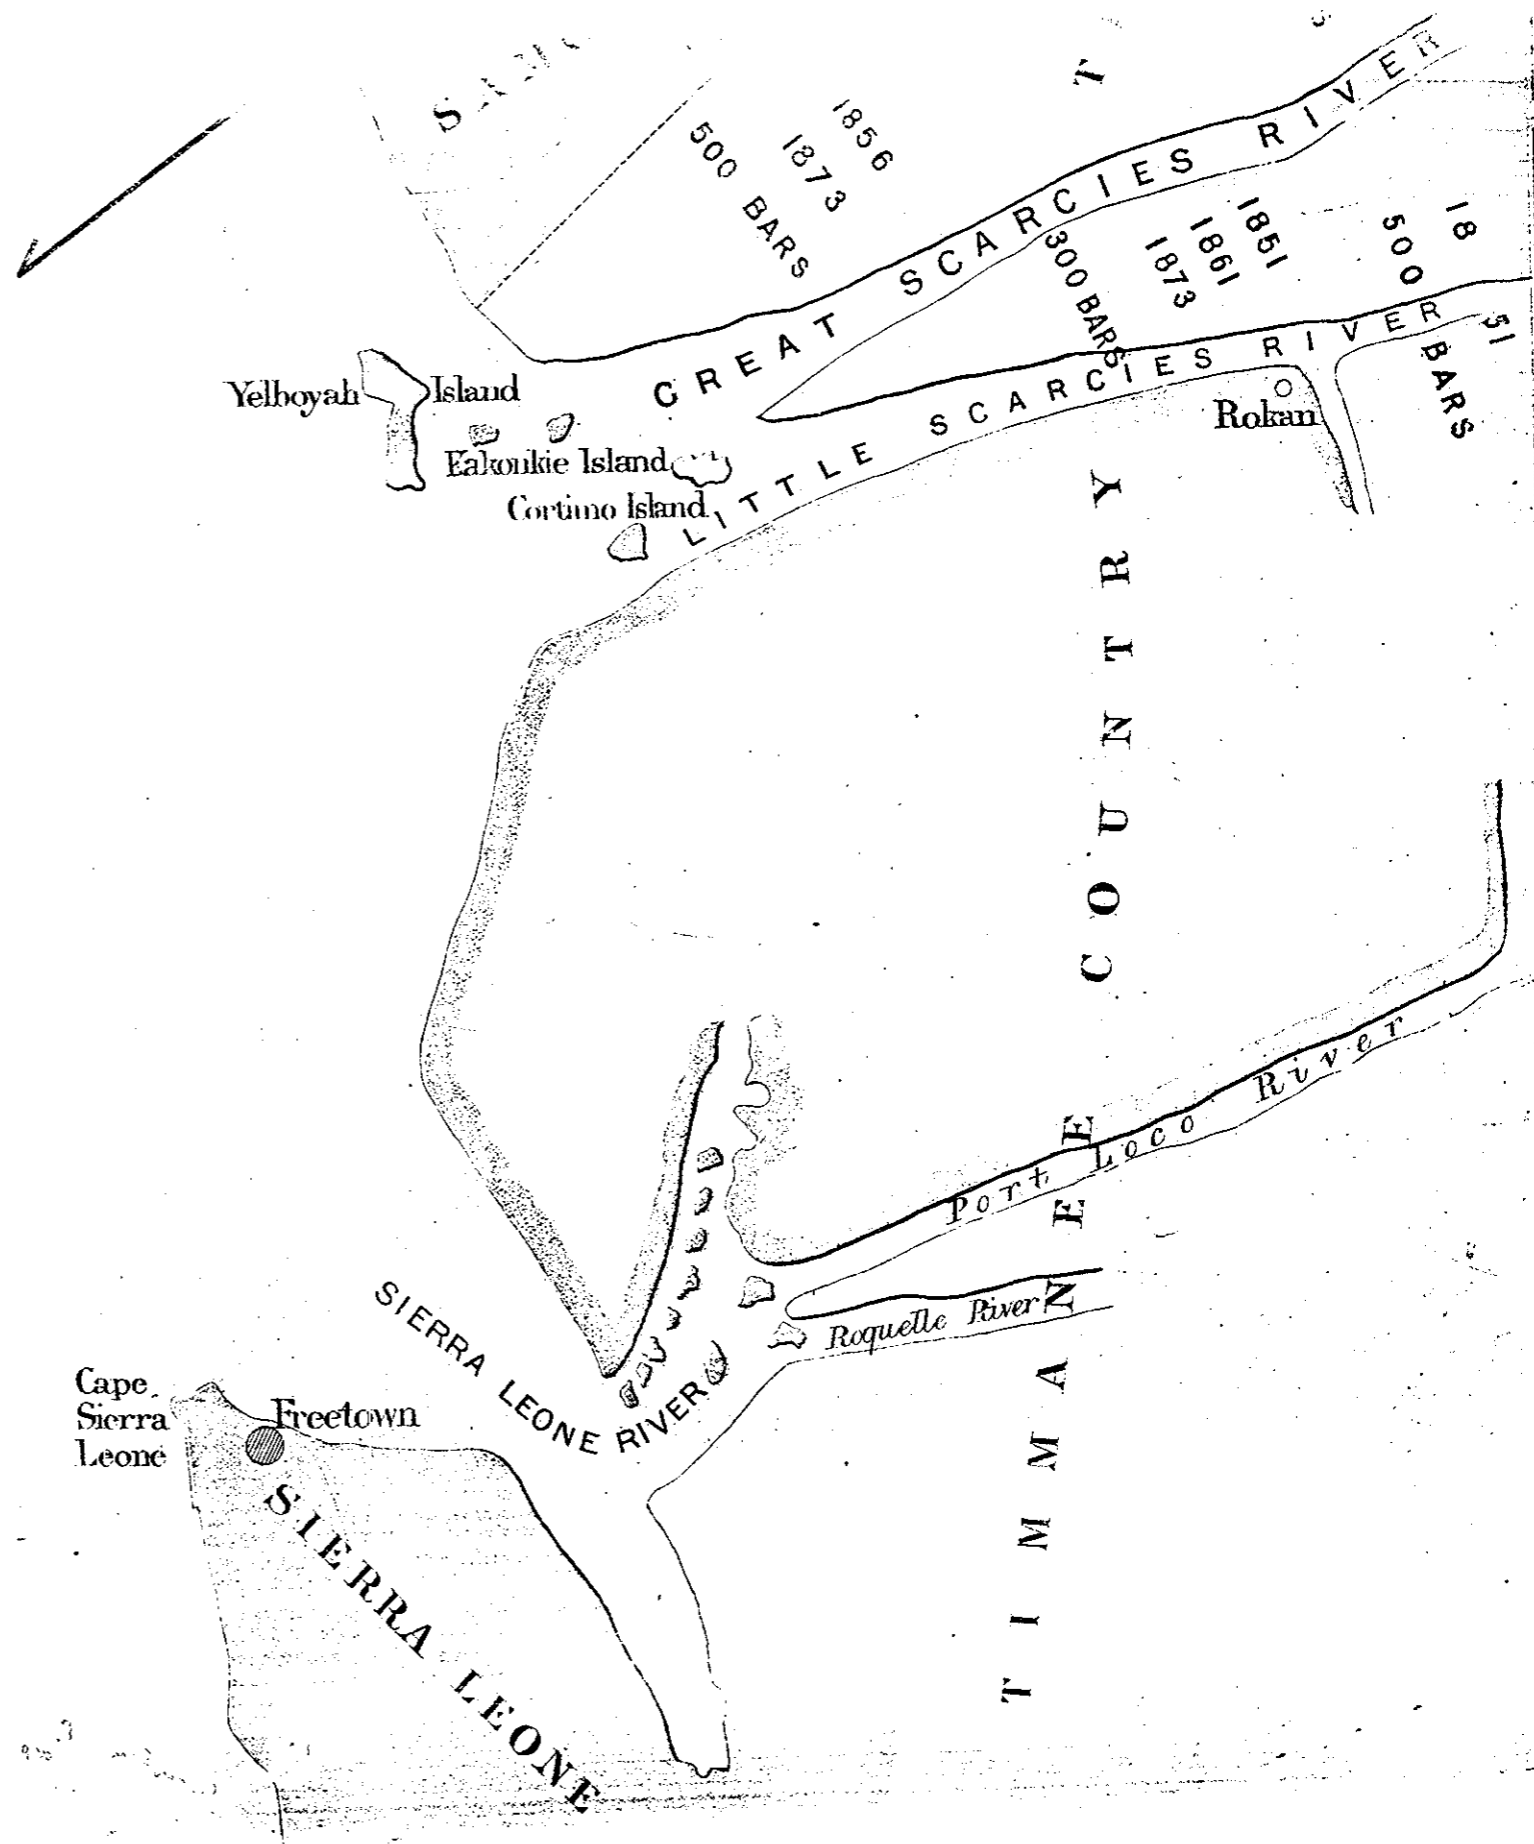 SAM
T
1856
1873
500 BARS
GREAT SCARCIES RIVER
1851
1861
1873
300 BARS
18
500
51
BARS
LITTLE SCARCIES RIVER
Rokan
Yelboyah Island
Eakoukie Island
Cortimo Island
TIMMANEE COUNTRY
Port Loco River
Roquelle River
SIERRA LEONE RIVER
Cape
Sierra
Leone
Freetown
SIERRA LEONE